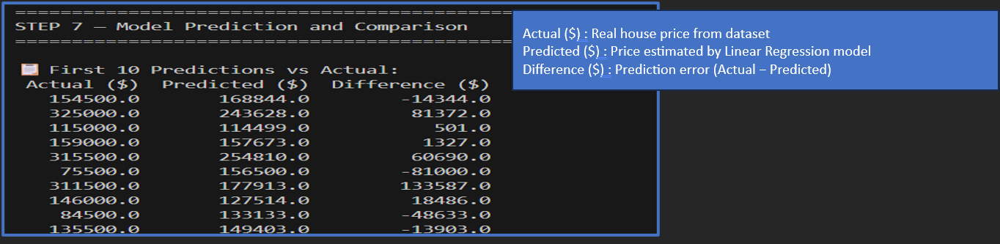 ==================================================
STEP 7 — Model Prediction and Comparison
==================================================
First 10 Predictions vs Actual:
Actual ($) Predicted ($) Difference ($)
154500.0 168844.0 -14344.0
325000.0 243628.0 81372.0
115000.0 114499.0 501.0
159000.0 157673.0 1327.0
315500.0 254810.0 60690.0
75500.0 156500.0 -81000.0
311500.0 177913.0 133587.0
146000.0 127514.0 18486.0
84500.0 133133.0 -48633.0
135500.0 149403.0 -13903.0
Actual ($) : Real house price from dataset
Predicted ($) : Price estimated by Linear Regression model
Difference ($) : Prediction error (Actual – Predicted)